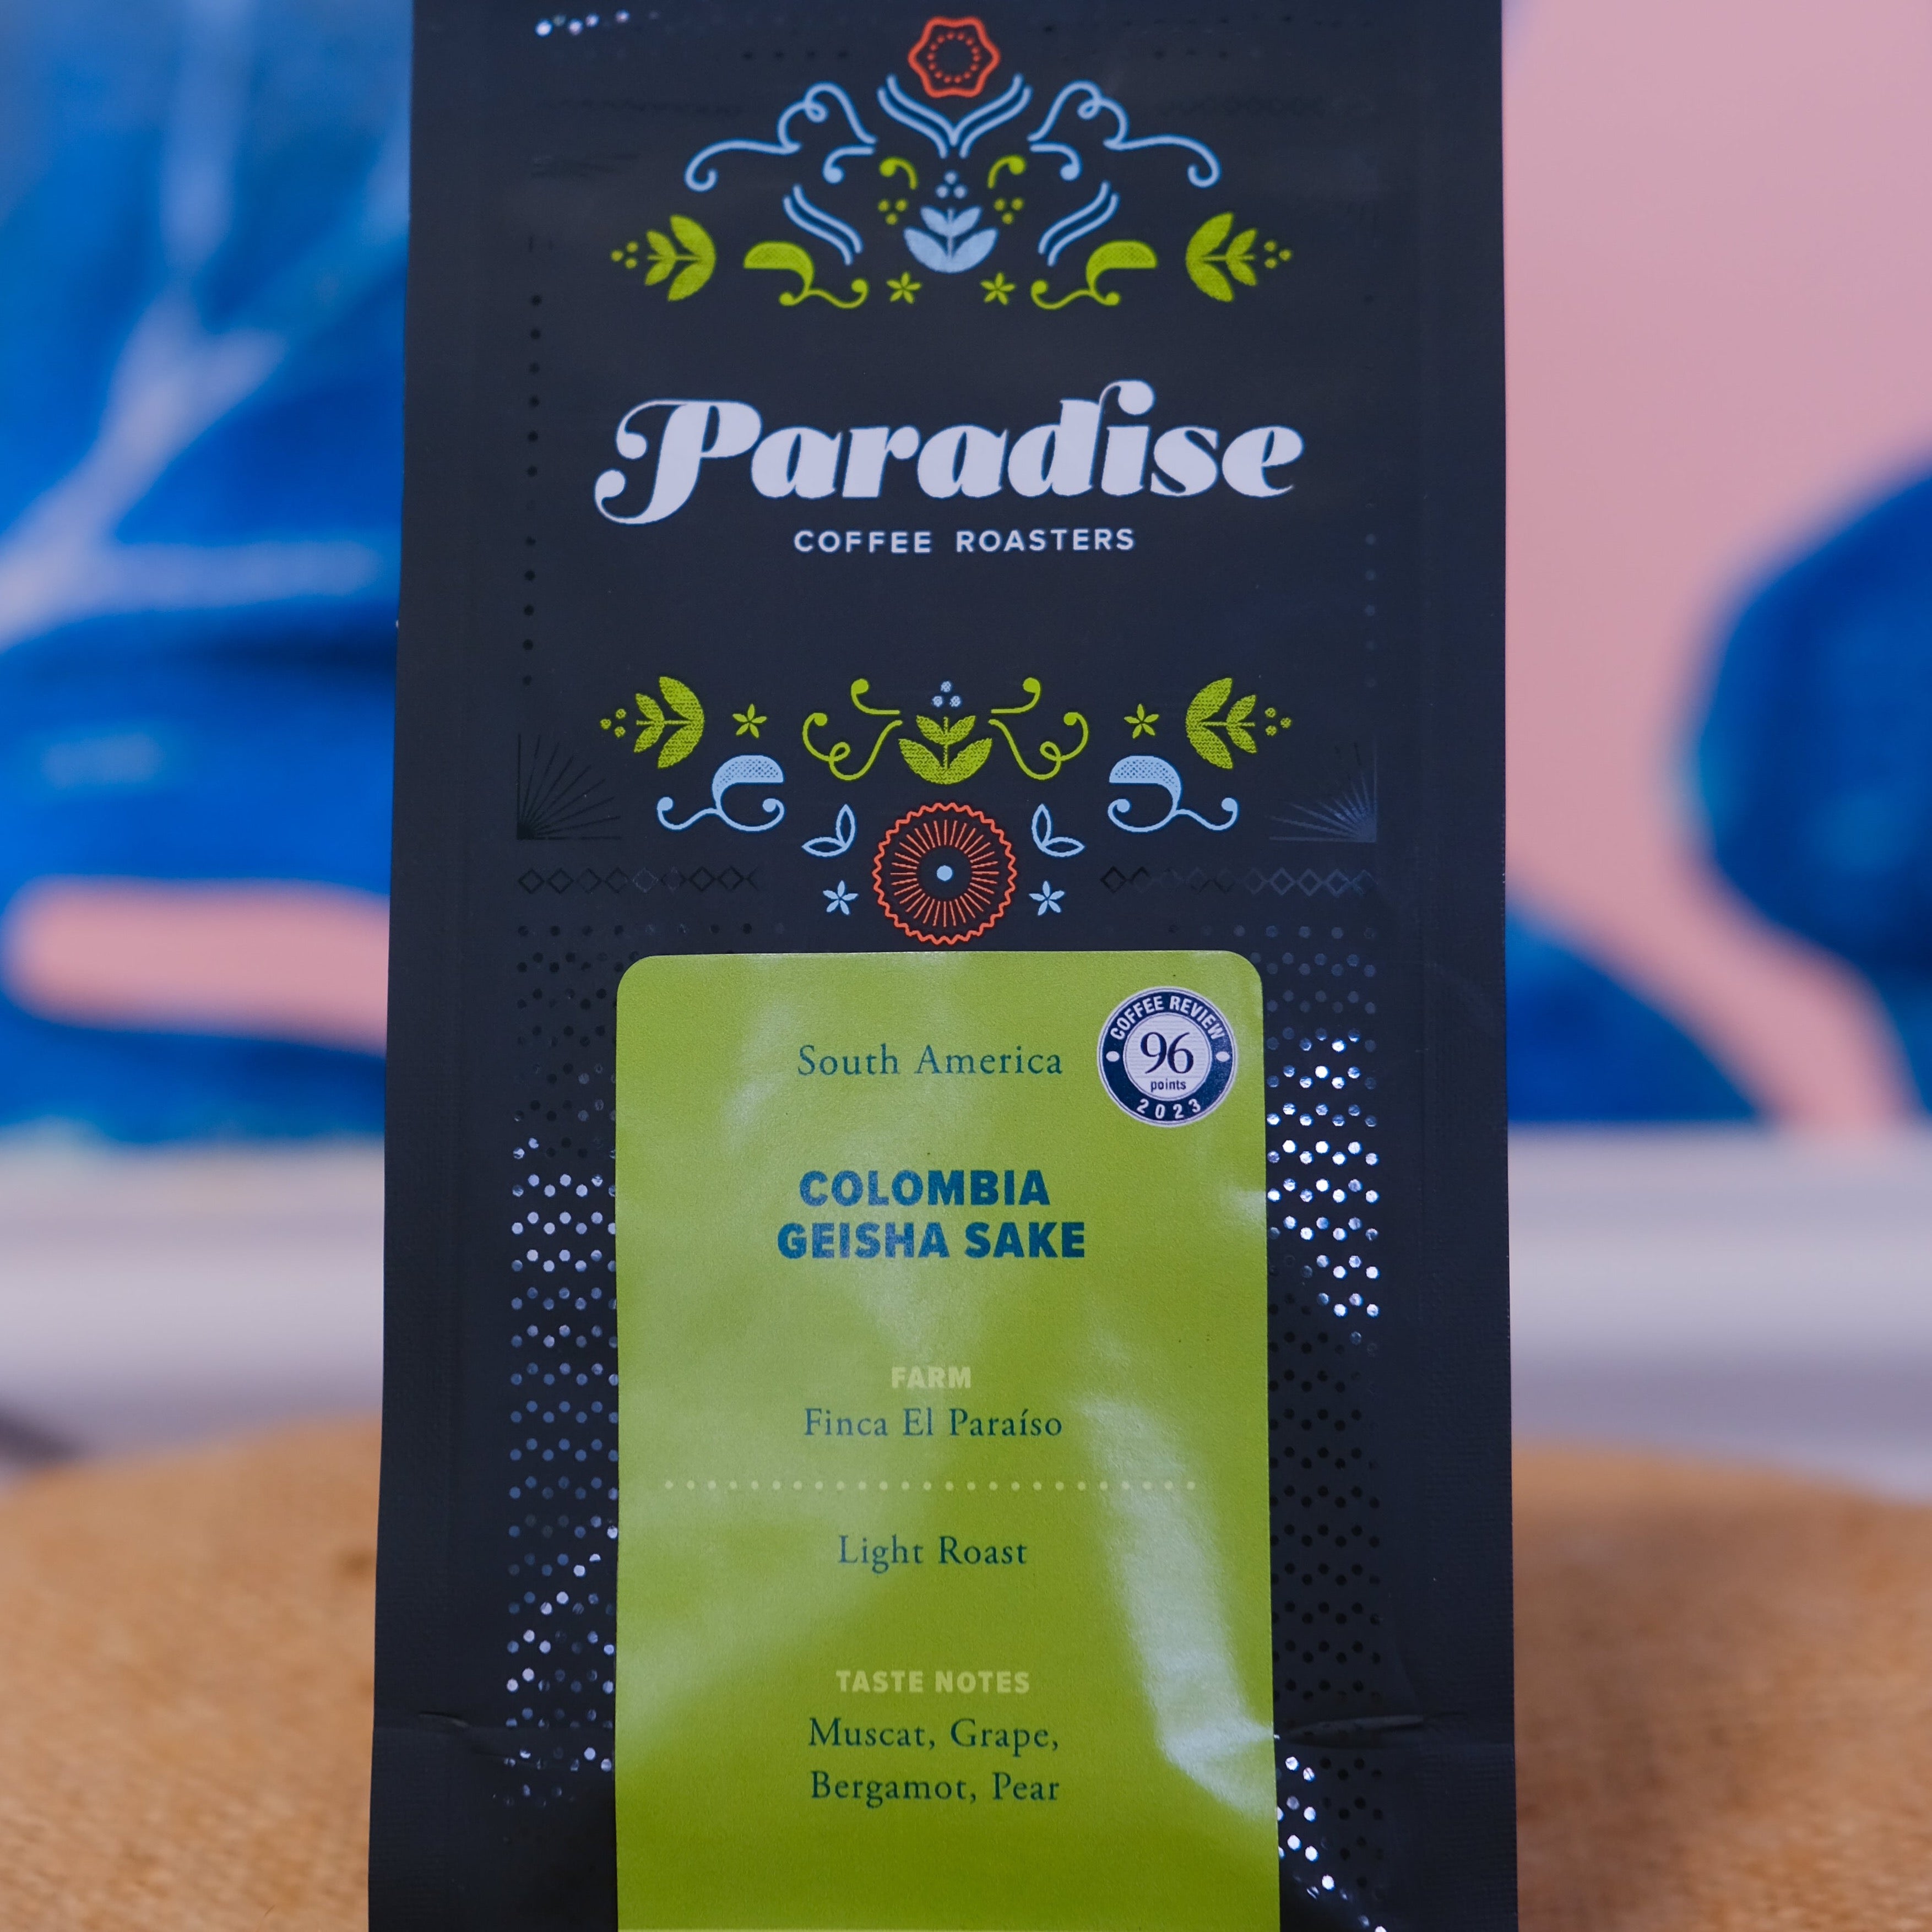 Paradise
COFFEE ROASTERS
South America
COFFEE REVIEW
96
points
2023
COLOMBIA
GEISHA SAKE
FARM
Finca El Paraíso
Light Roast
TASTE NOTES
Muscat, Grape,
Bergamot, Pear